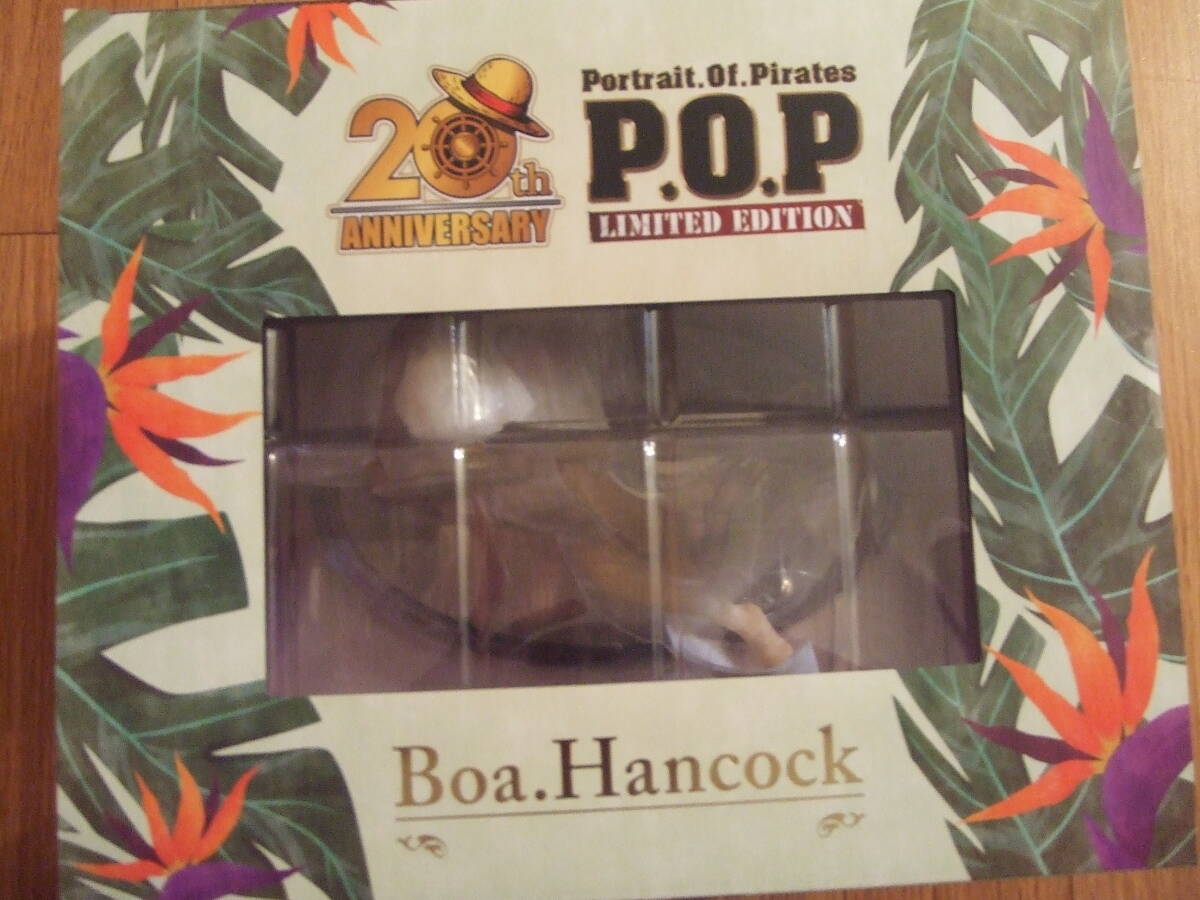 20th
ANNIVERSARY
Portrait.Of.Pirates
P.O.P
LIMITED EDITION
Boa.Hancock